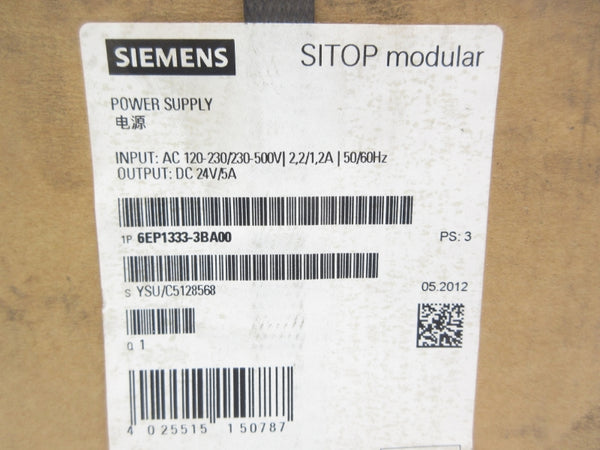 SIEMENS
SITOP modular
POWER SUPPLY
电源
INPUT: AC 120-230/230-500V| 2,2/1,2A | 50/60Hz
OUTPUT: DC 24V/5A
1P 6EP1333-3BA00
PS: 3
S YSU/C5128568
05.2012
Q 1
4 025515 150787